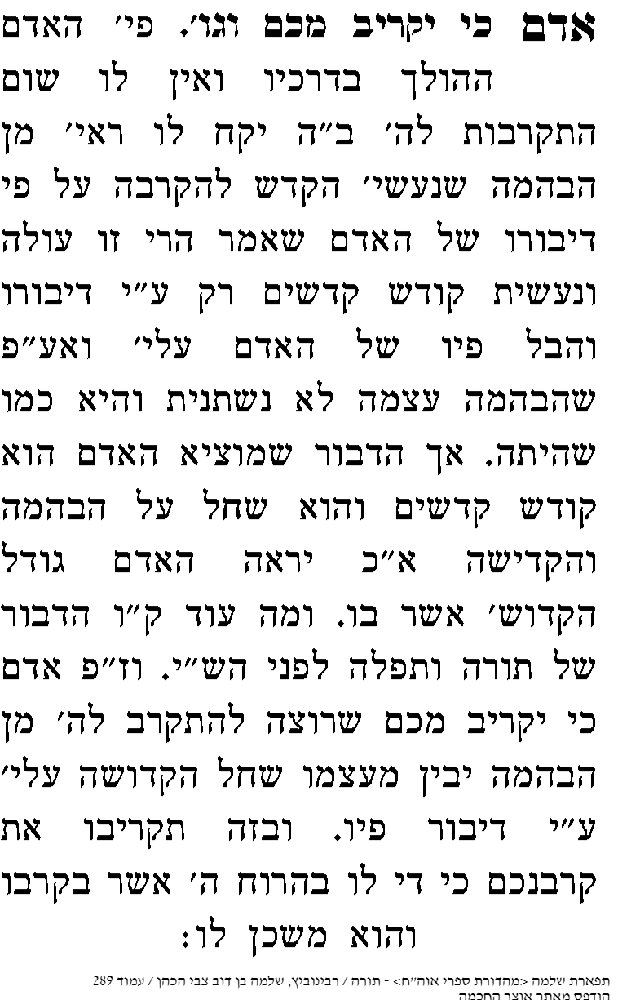 אדם כי יקריב מכם וגו׳. פי׳ האדם
ההולך בדרכיו ואין לו שום
התקרבות לה׳ ב״ה יקח לו ראי׳ מן
הבהמה שנעשי׳ הקדש להקרבה על פי
דיבורו של האדם שאמר הרי זו עולה
ונעשית קודש קדשים רק ע״י דיבורו
והבל פיו של האדם עלי׳ ואע״פ
שהבהמה עצמה לא נשתנית והיא כמו
שהיתה. אך הדבור שמוציא האדם הוא
קודש קדשים והוא שחל על הבהמה
והקדישה א״כ יראה האדם גודל
הקדוש׳ אשר בו. ומה עוד ק״ו הדבור
של תורה ותפלה לפני הש״י. וז״פ אדם
כי יקריב מכם שרוצה להתקרב לה׳ מן
הבהמה יבין מעצמו שחל הקדושה עלי׳
ע״י דיבור פיו. ובזה תקריבו את
קרבנכם כי די לו בהרוח ה׳ אשר בקרבו
והוא משכן לו:
תפארת שלמה <מהדורת ספרי אוה״ח> - תורה / רבינוביץ, שלמה בן דוב צבי הכהן / עמוד 289
הודפס מאתר אוצר החכמה